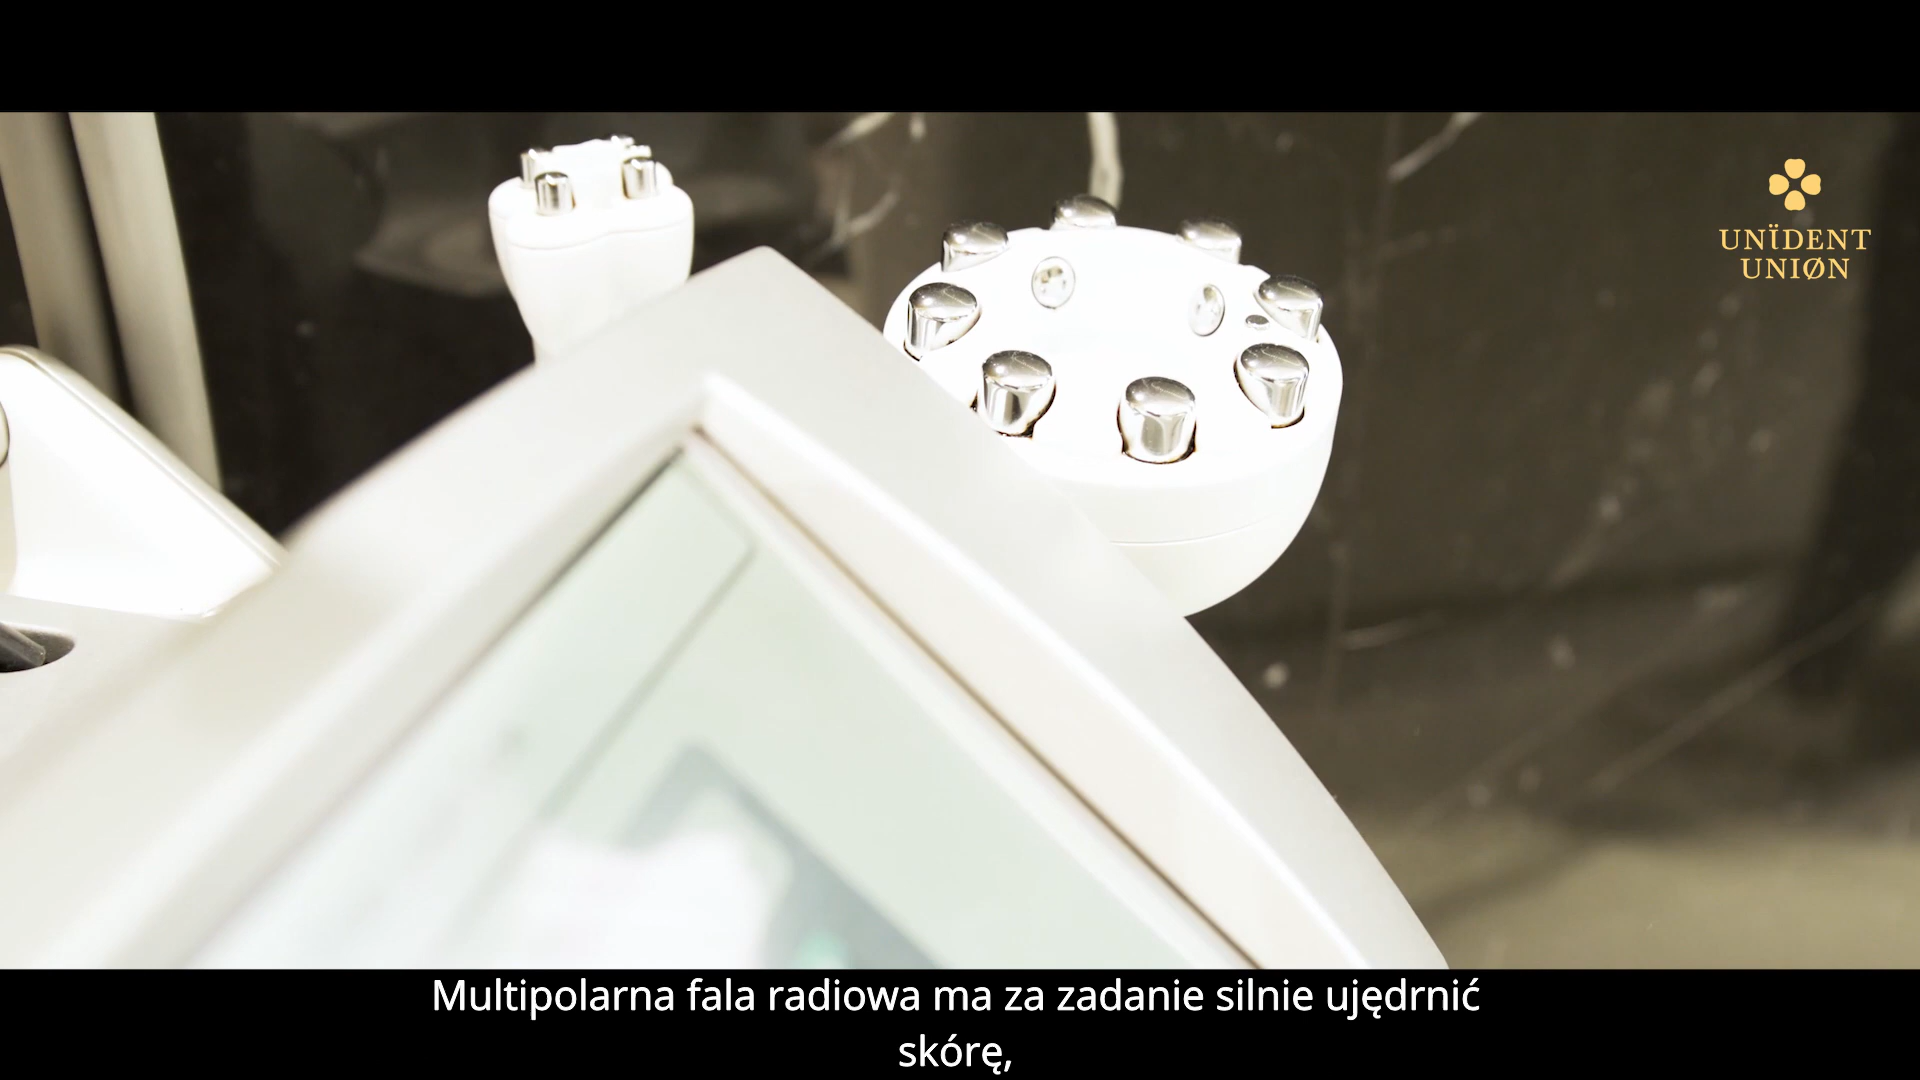 UNÏDENT
UNIØN
Multipolarna fala radiowa ma za zadanie silnie ujędrnić
skórę,